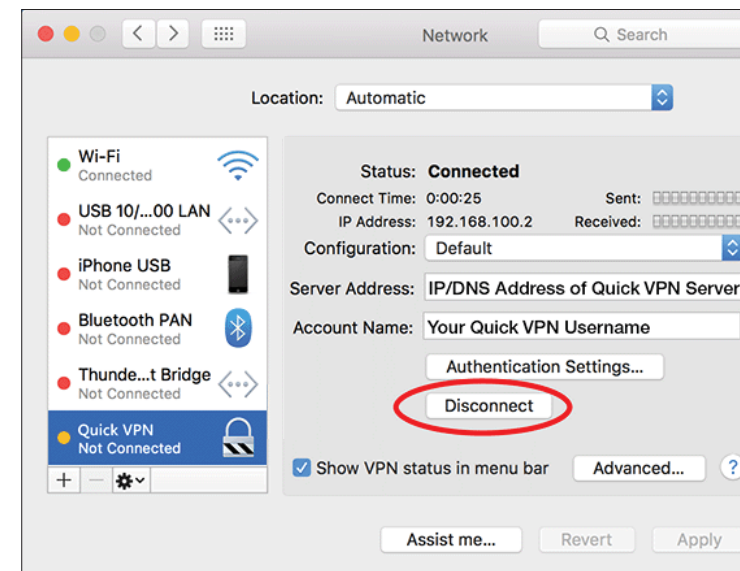 Network
Search
Location: Automatic
Wi-Fi
Connected
USB 10/...00 LAN
Not Connected
iPhone USB
Not Connected
Bluetooth PAN
Not Connected
Thunde...t Bridge
Not Connected
Quick VPN
Not Connected
Status: Connected
Connect Time: 0:00:25 Sent:
IP Address: 192.168.100.2 Received:
Configuration: Default
Server Address: IP/DNS Address of Quick VPN Server
Account Name: Your Quick VPN Username
Authentication Settings...
Disconnect
Show VPN status in menu bar Advanced... ?
Assist me... Revert Apply